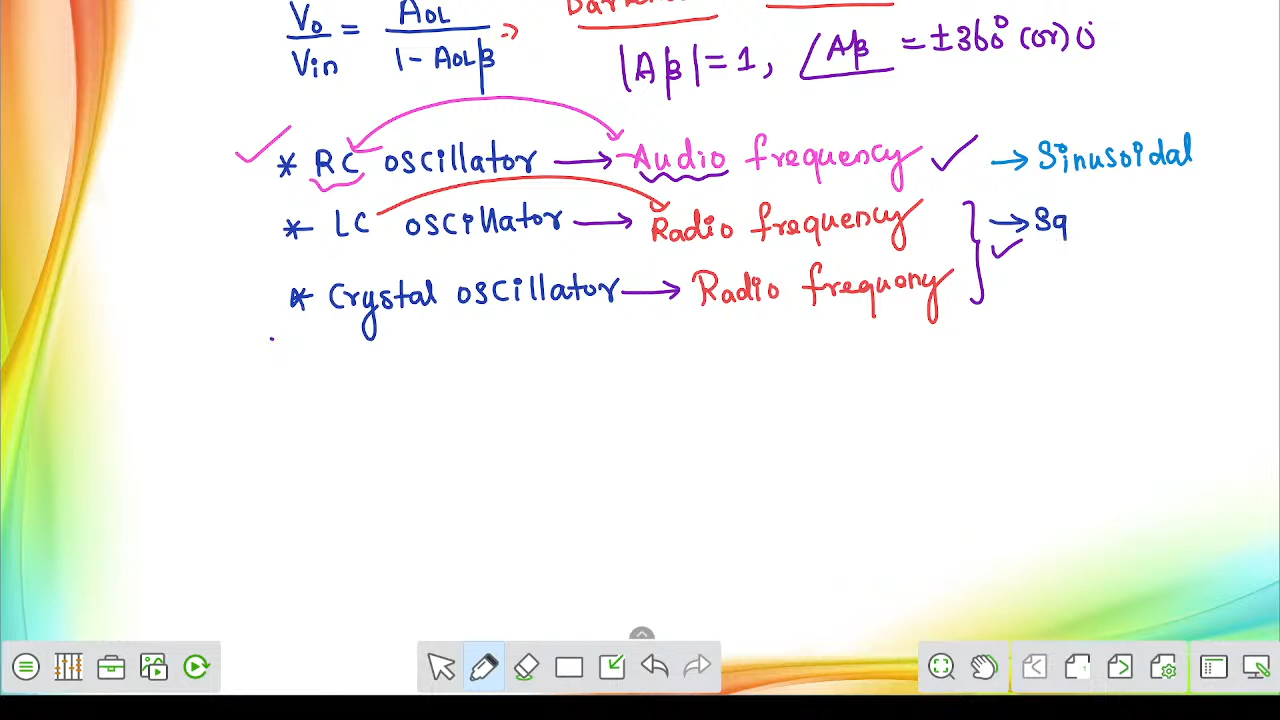 Vo/Vin = AOL/1 - AOLβ →
|Aβ| = 1, ∠Aβ = ±360° (or) 0°
* RC oscillator → Audio frequency ✓ → Sinusoidal
* LC oscillator → Radio frequency → Sq
* Crystal oscillator → Radio frequony